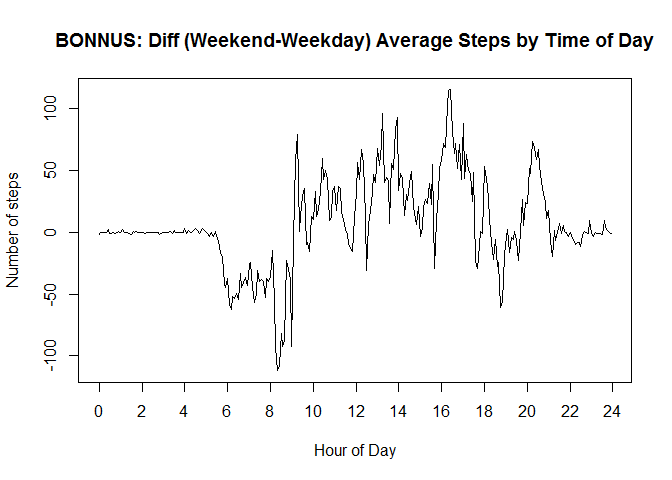 BONNUS: Diff (Weekend-Weekday) Average Steps by Time of Day
Number of steps
100
50
0
-50
-100
0 2 4 6 8 10 12 14 16 18 20 22 24
Hour of Day